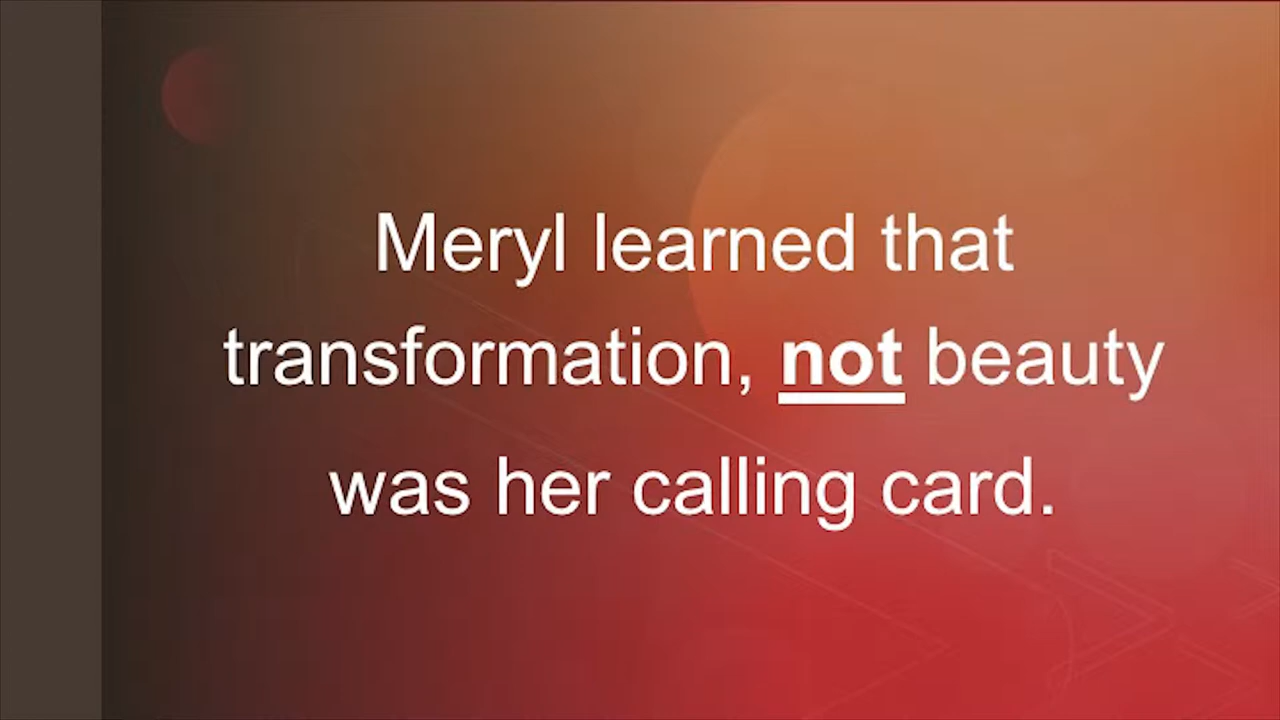 Meryl learned that
transformation, not beauty
was her calling card.